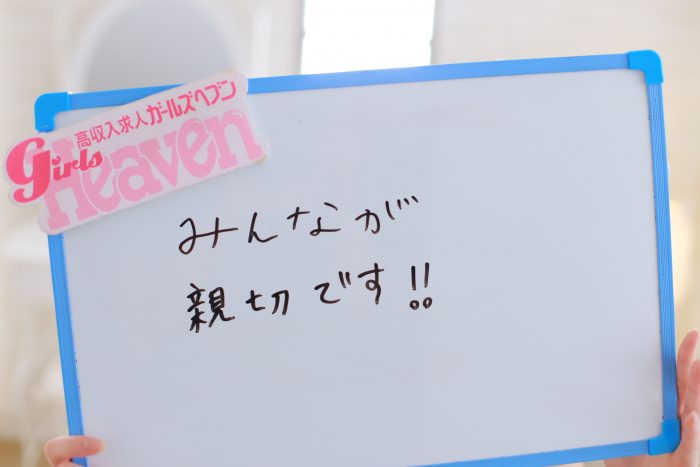 高収入求人ガールズヘブン
girls
Heaven
みんなが
親切です!!